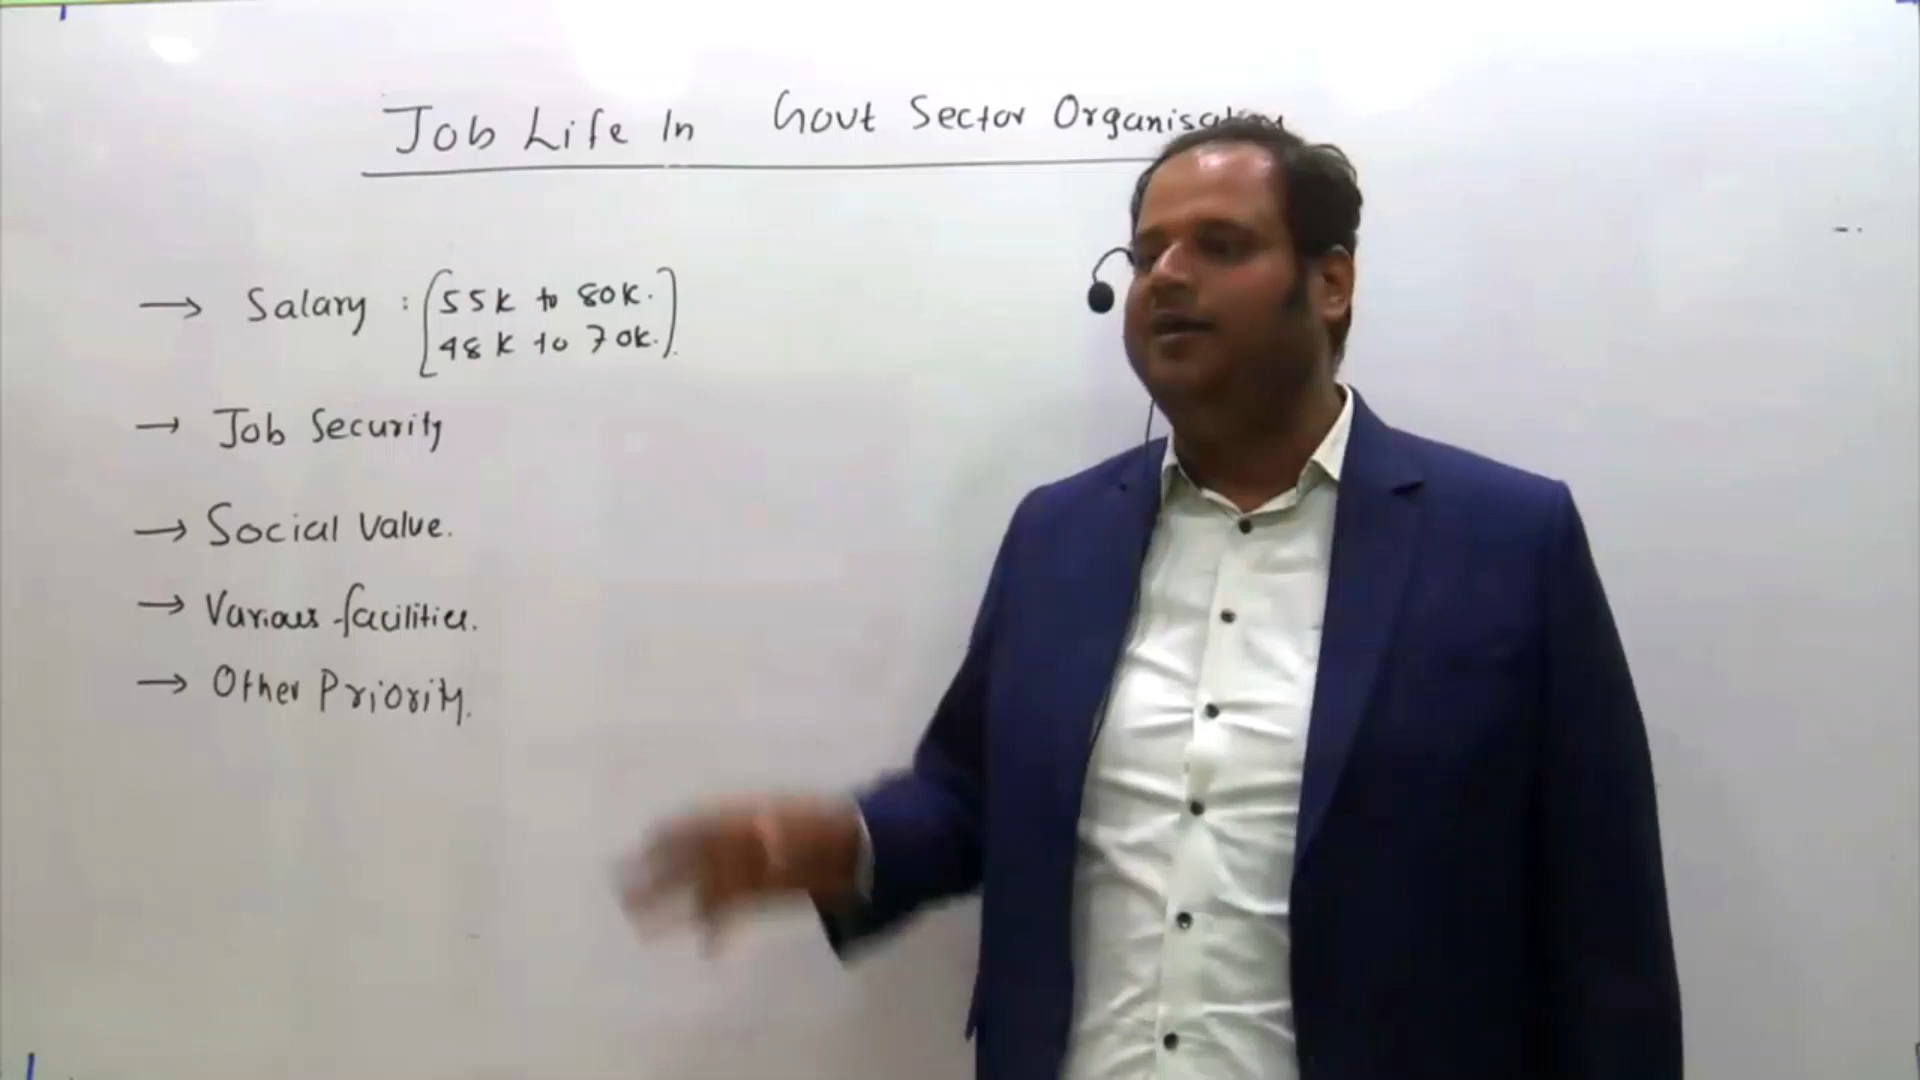 Job Life In Govt Sector Organisation
→ Salary : [55K to 80K.
48K to 70K.]
→ Job Security
→ Social Value.
→ Various facilities.
→ Other Priority.